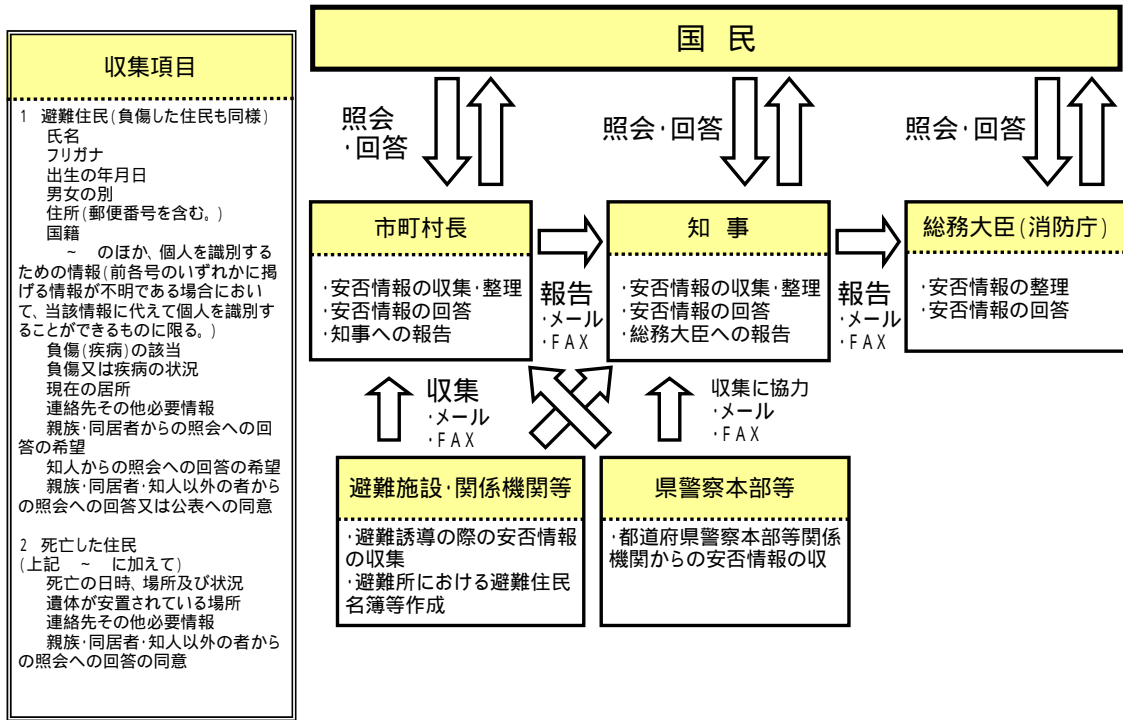 国 民
収集項目
1 避難住民(負傷した住民も同様)
氏名
フリガナ
出生の年月日
男女の別
住所(郵便番号を含む。)
国籍
~ のほか、個人を識別する
ための情報(前各号のいずれかに掲
げる情報が不明である場合におい
て、当該情報に代えて個人を識別す
ることができるものに限る。)
負傷(疾病)の該当
負傷又は疾病の状況
現在の居所
連絡先その他必要情報
親族・同居者からの照会への回
答の希望
知人からの照会への回答の希望
親族・同居者・知人以外の者から
の照会への回答又は公表への同意
2 死亡した住民
(上記 ~ に加えて)
死亡の日時、場所及び状況
遺体が安置されている場所
連絡先その他必要情報
親族・同居者・知人以外の者から
の照会への回答の同意
照会
・回答
照会・回答
照会・回答
市町村長
・安否情報の収集・整理
・安否情報の回答
・知事への報告
報告
・メール
・FAX
知 事
・安否情報の収集・整理
・安否情報の回答
・総務大臣への報告
報告
・メール
・FAX
総務大臣(消防庁)
・安否情報の整理
・安否情報の回答
収集
・メール
・FAX
収集に協力
・メール
・FAX
避難施設・関係機関等
・避難誘導の際の安否情報
の収集
・避難所における避難住民
名簿等作成
県警察本部等
・都道府県警察本部等関係
機関からの安否情報の収